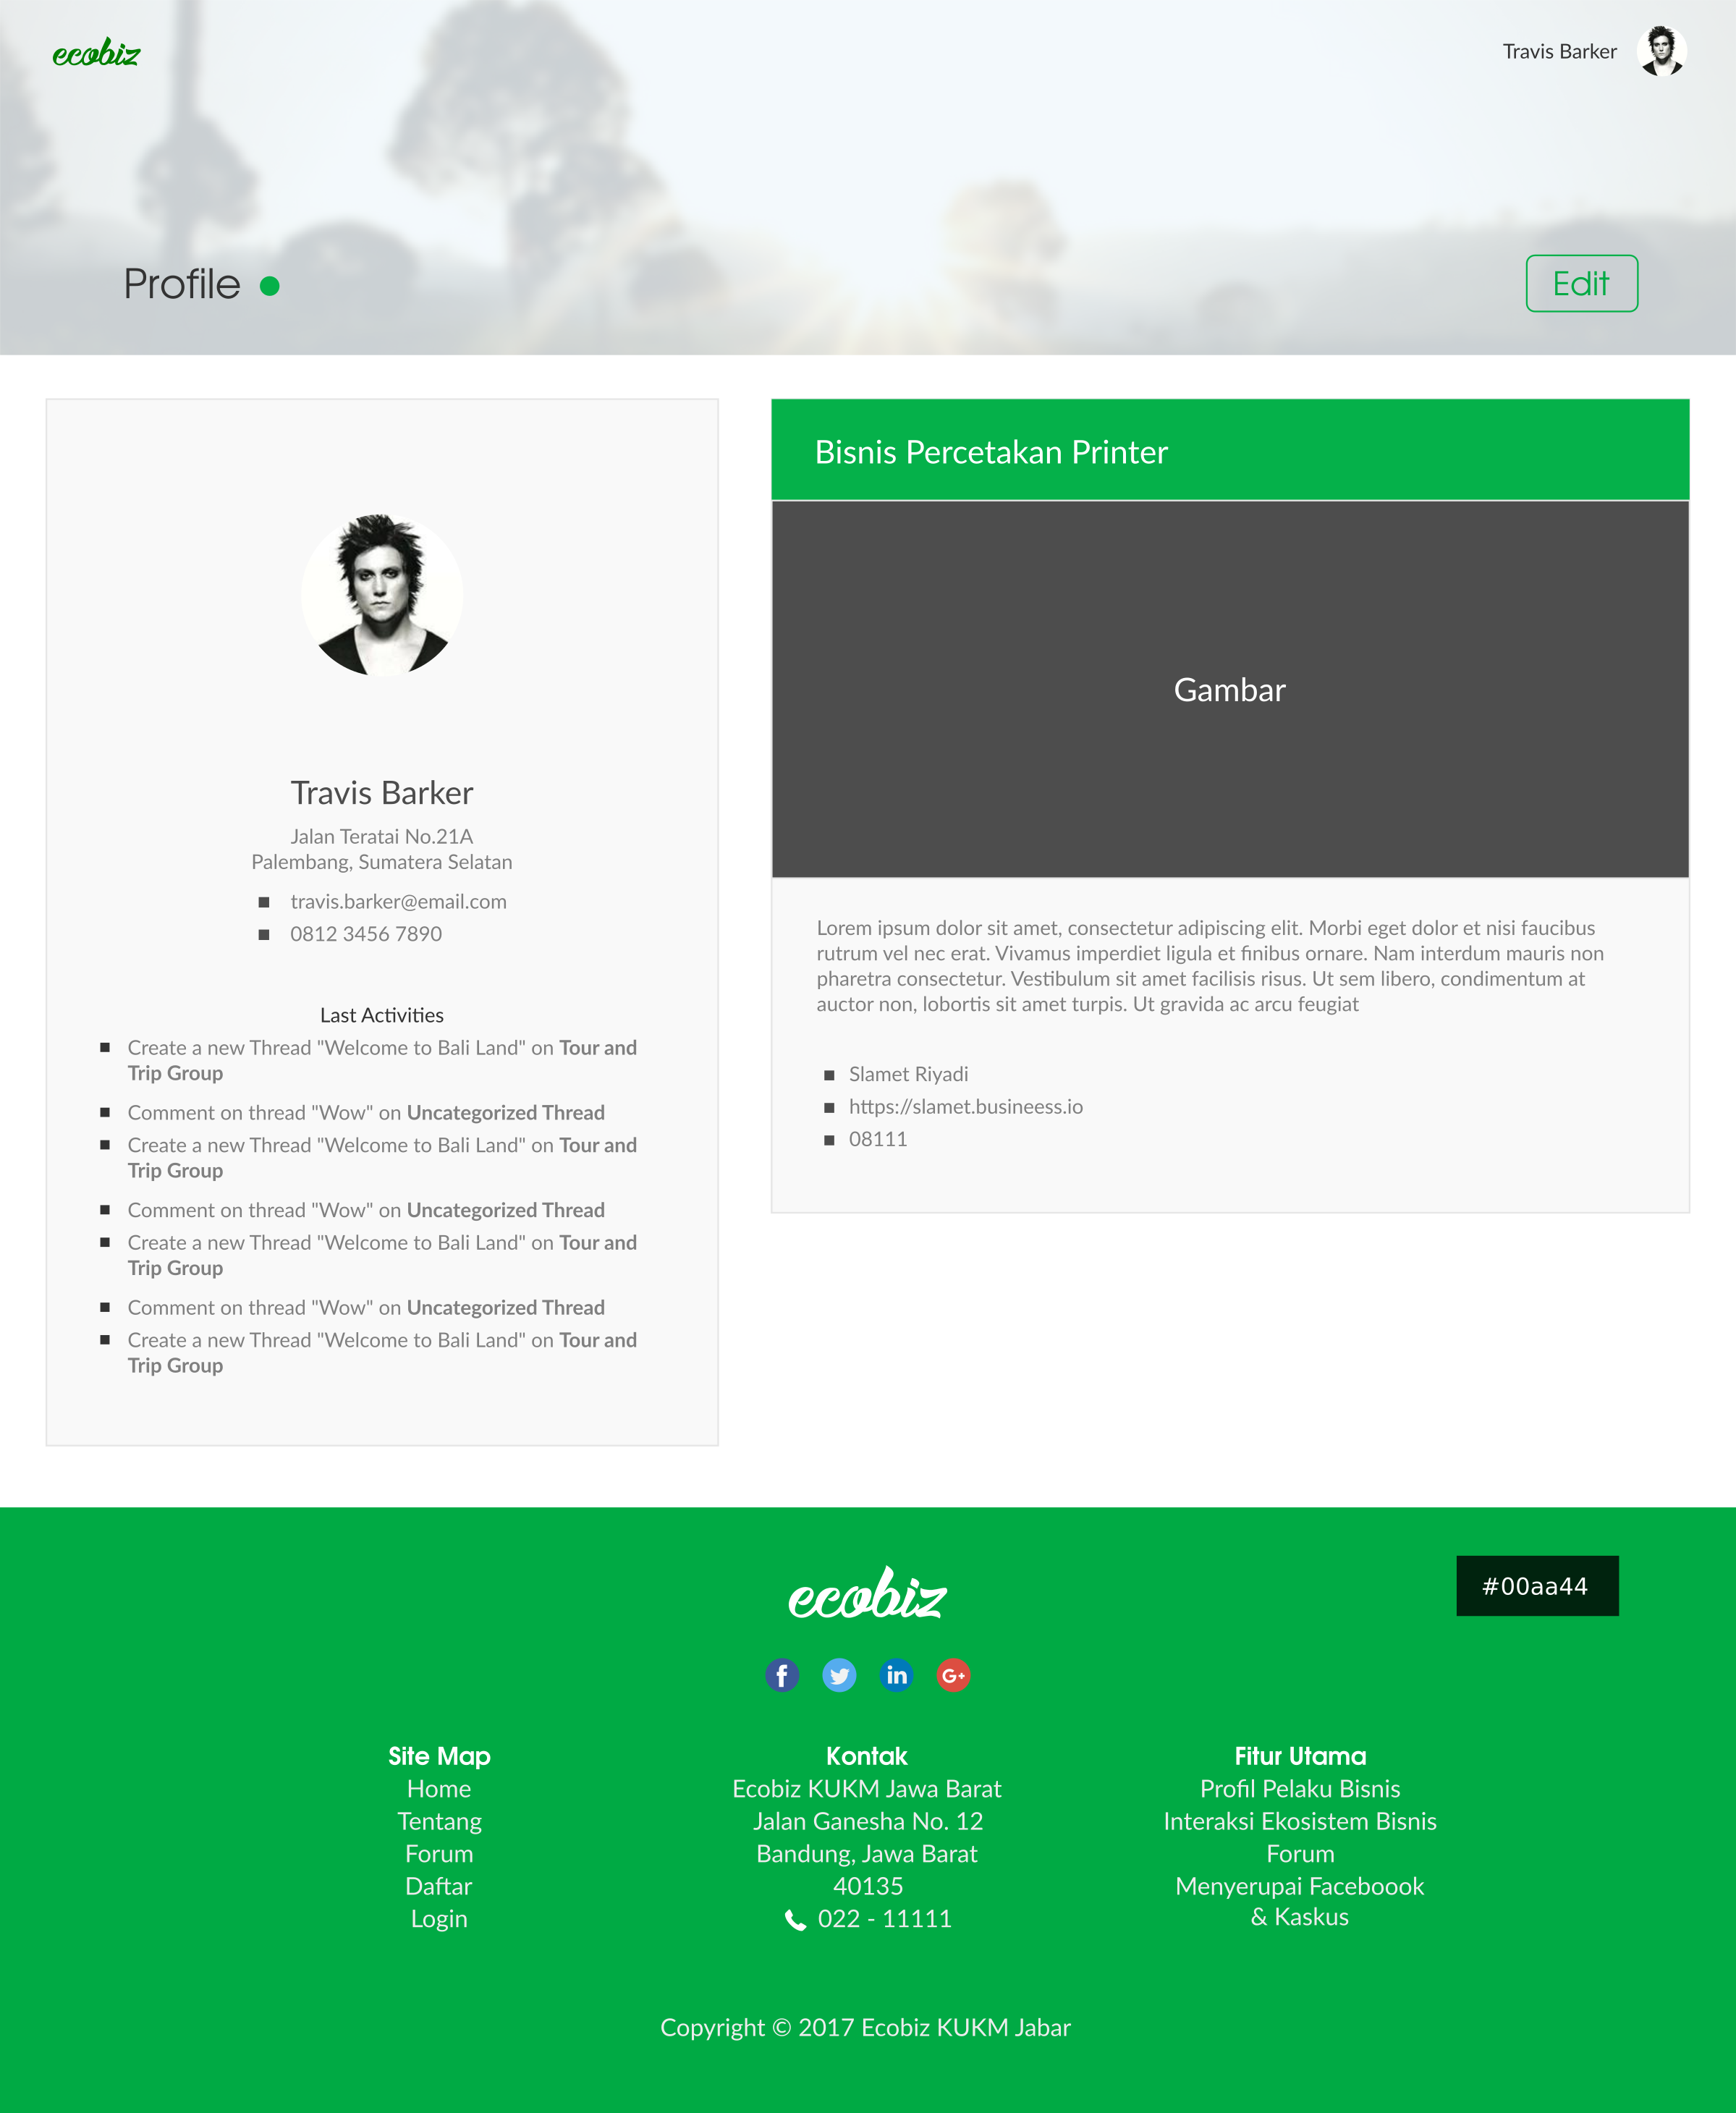 ecobiz
Travis Barker
Profile
Edit
Travis Barker
Jalan Teratai No.21A
Palembang, Sumatera Selatan
travis.barker@email.com
0812 3456 7890
Last Activities
Create a new Thread "Welcome to Bali Land" on Tour and
Trip Group
Comment on thread "Wow" on Uncategorized Thread
Create a new Thread "Welcome to Bali Land" on Tour and
Trip Group
Comment on thread "Wow" on Uncategorized Thread
Create a new Thread "Welcome to Bali Land" on Tour and
Trip Group
Comment on thread "Wow" on Uncategorized Thread
Create a new Thread "Welcome to Bali Land" on Tour and
Trip Group
Bisnis Percetakan Printer
Gambar
Lorem ipsum dolor sit amet, consectetur adipiscing elit. Morbi eget dolor et nisi faucibus
rutrum vel nec erat. Vivamus imperdiet ligula et finibus ornare. Nam interdum mauris non
pharetra consectetur. Vestibulum sit amet facilisis risus. Ut sem libero, condimentum at
auctor non, lobortis sit amet turpis. Ut gravida ac arcu feugiat
Slamet Riyadi
https://slamet.busineess.io
08111
ecobiz
#00aa44
f
in
G+
Site Map
Home
Tentang
Forum
Daftar
Login
Kontak
Ecobiz KUKM Jawa Barat
Jalan Ganesha No. 12
Bandung, Jawa Barat
40135
022 - 11111
Fitur Utama
Profil Pelaku Bisnis
Interaksi Ekosistem Bisnis
Forum
Menyerupai Faceboook
& Kaskus
Copyright © 2017 Ecobiz KUKM Jabar